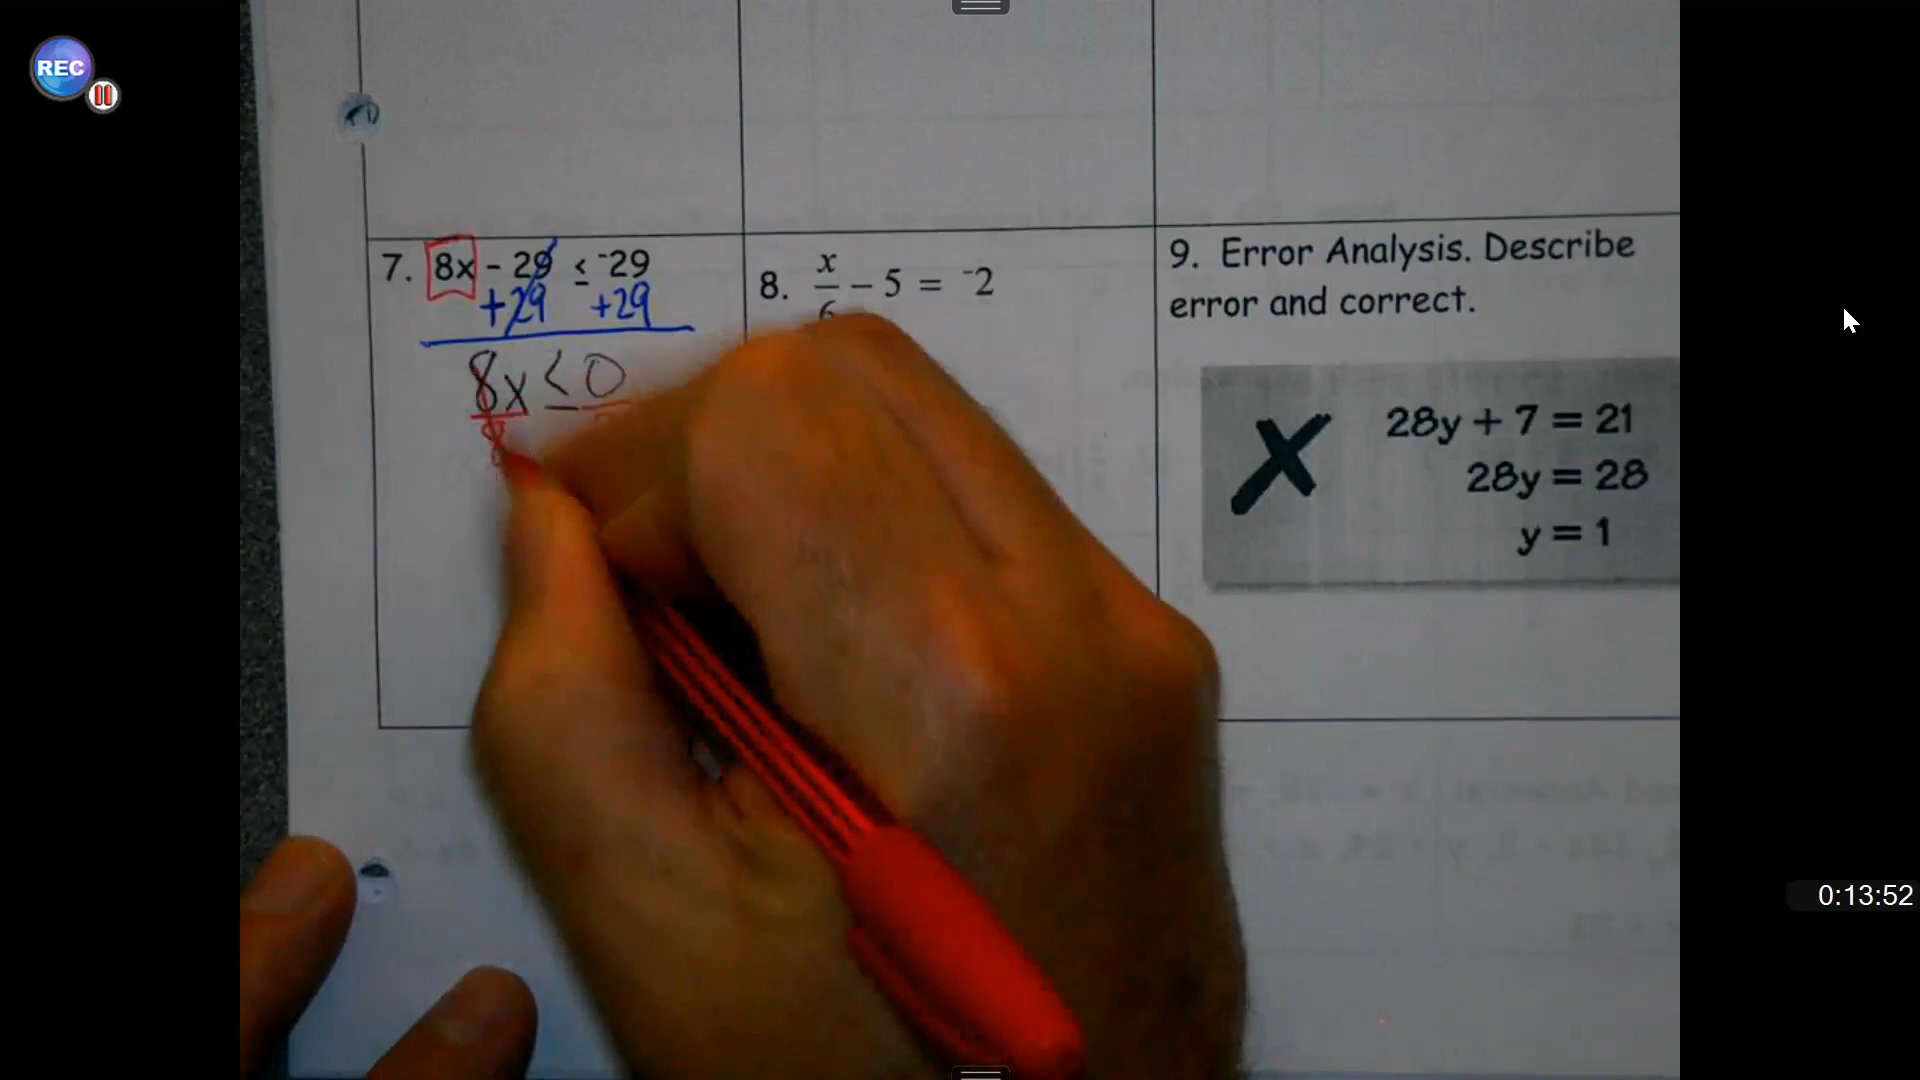 REC
7. 8x - 29 ≤ ⁻29
+29 +29
8x ≤ 0
8
8. x/6 - 5 = ⁻2
9. Error Analysis. Describe
error and correct.
X
28y + 7 = 21
28y = 28
y = 1
0:13:52